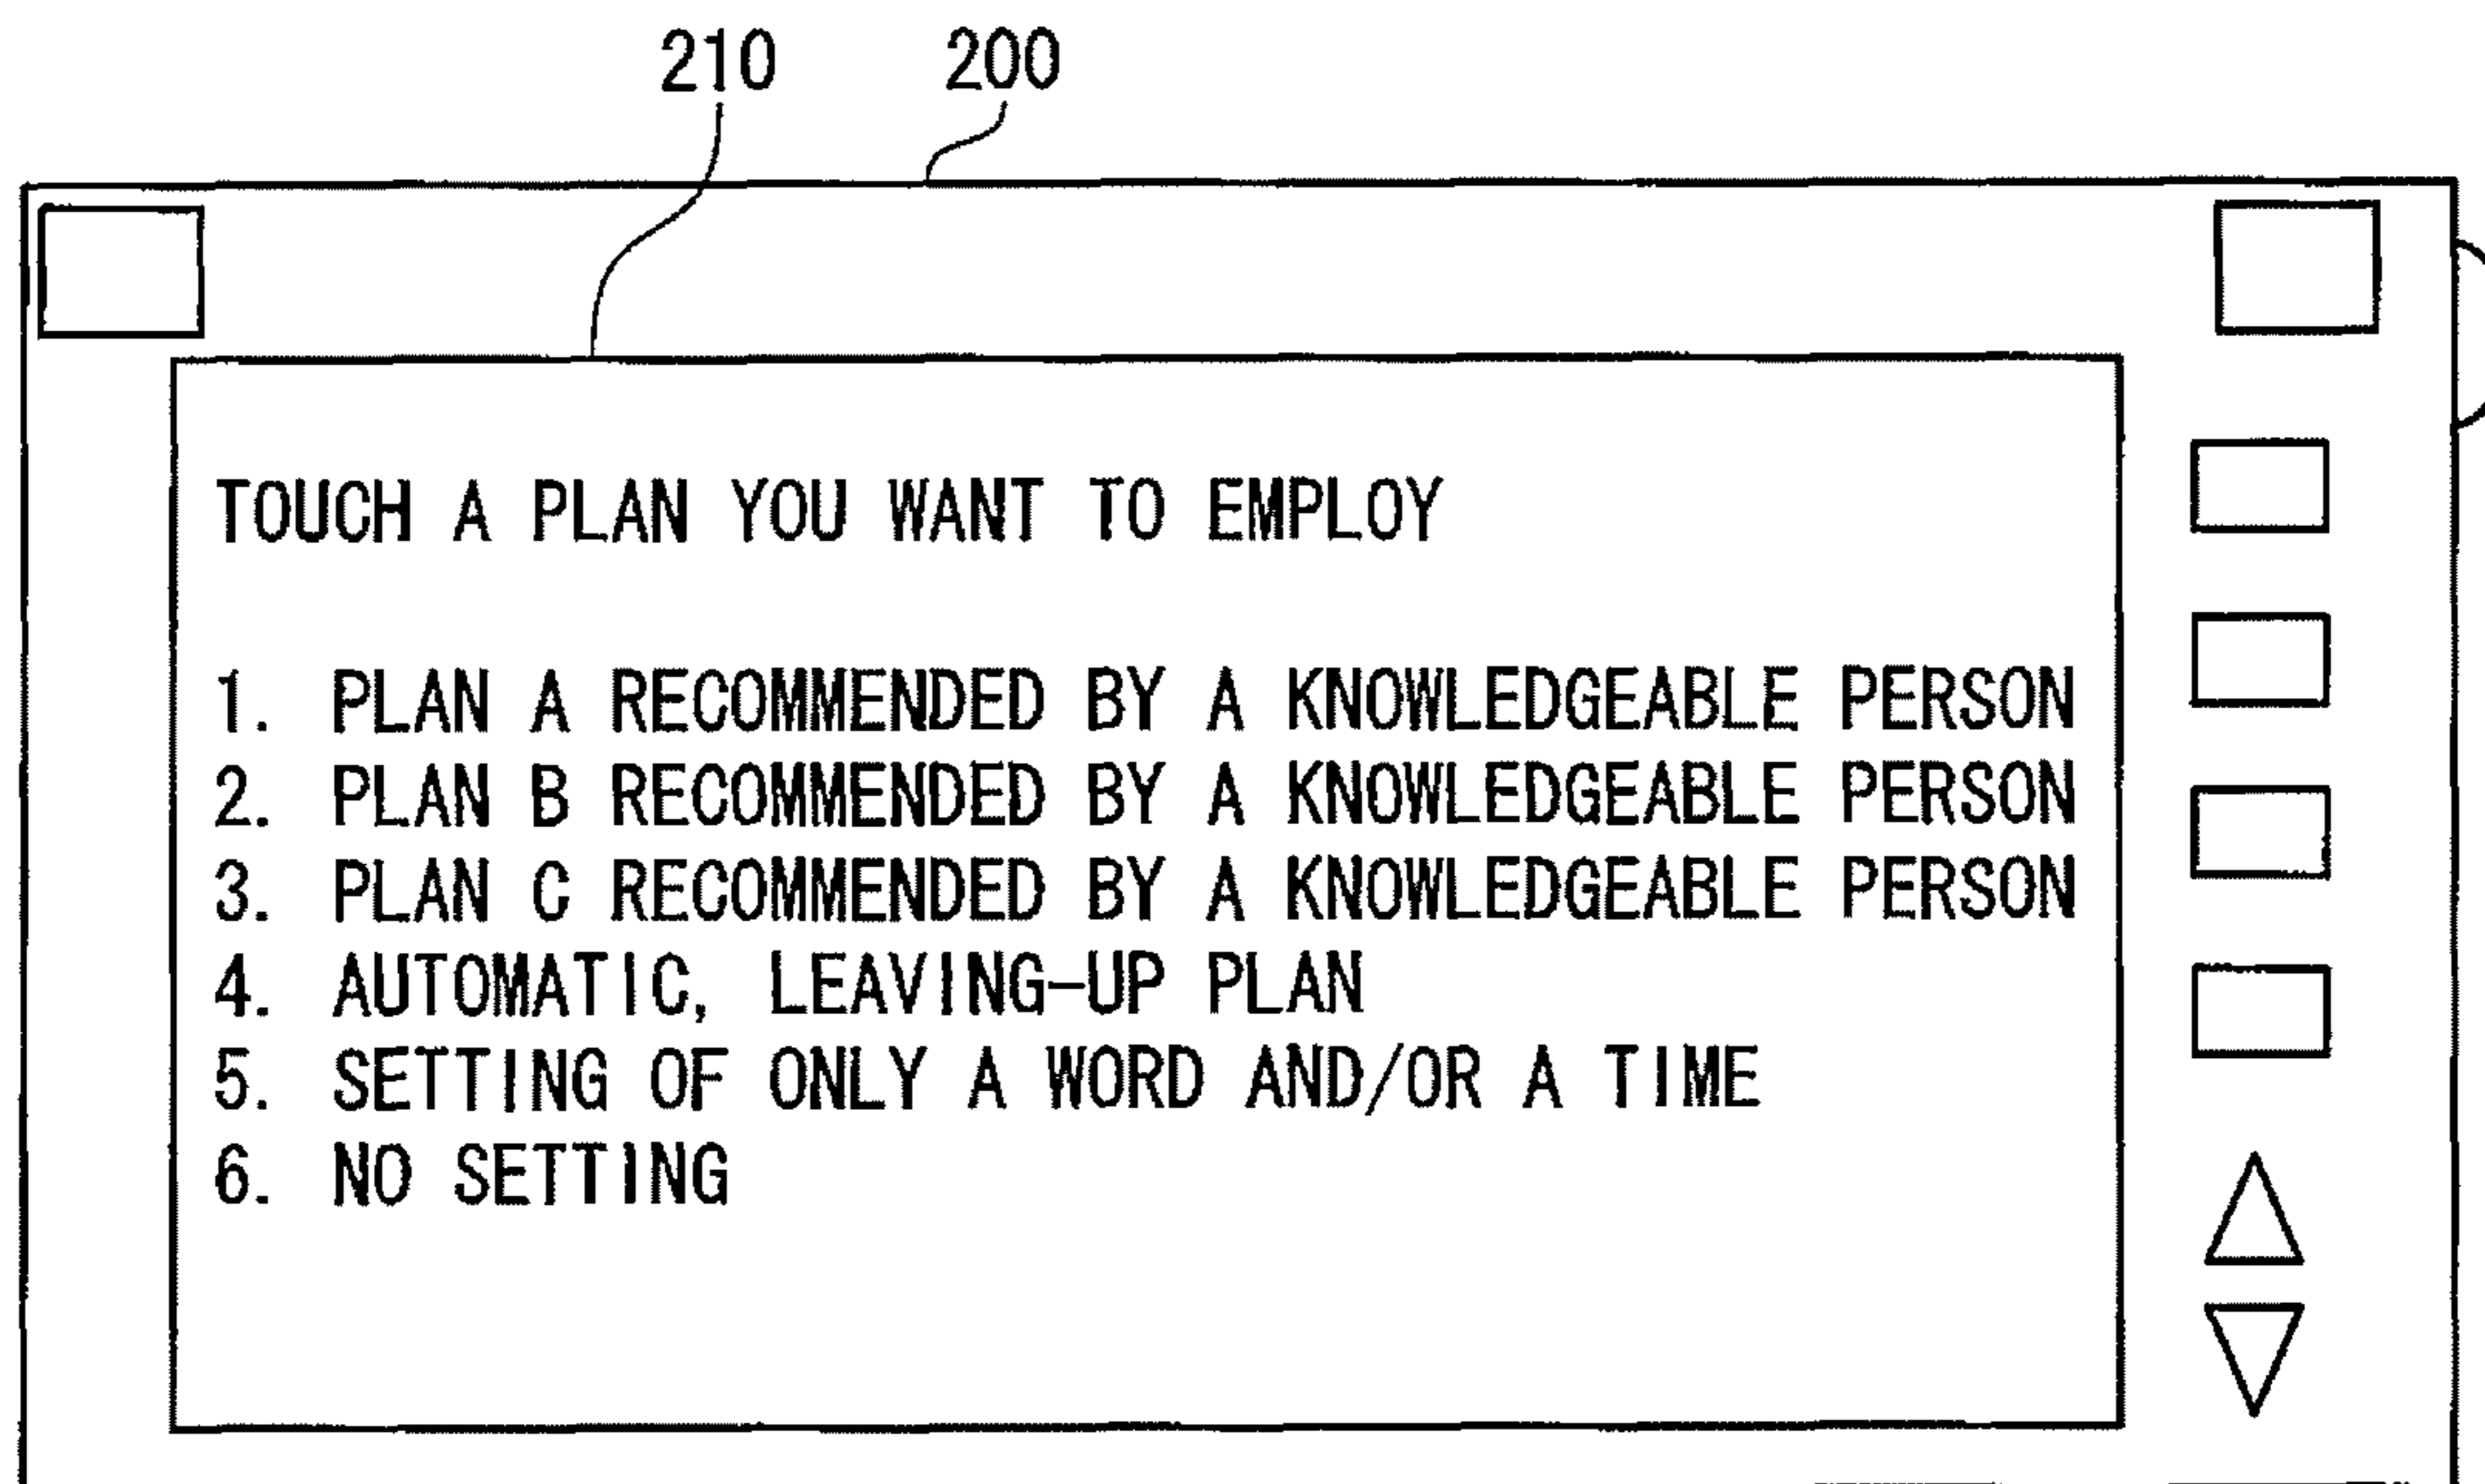 210 200
TOUCH A PLAN YOU WANT TO EMPLOY
1. PLAN A RECOMMENDED BY A KNOWLEDGEABLE PERSON
2. PLAN B RECOMMENDED BY A KNOWLEDGEABLE PERSON
3. PLAN C RECOMMENDED BY A KNOWLEDGEABLE PERSON
4. AUTOMATIC, LEAVING-UP PLAN
5. SETTING OF ONLY A WORD AND/OR A TIME
6. NO SETTING